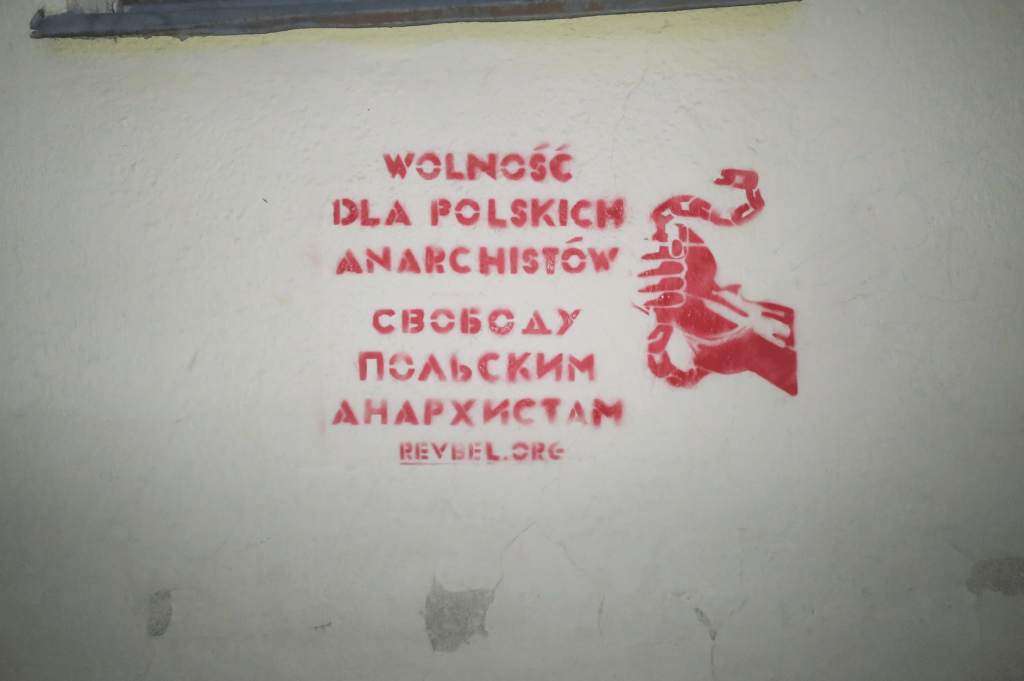 WOLNOŚĆ
DLA POLSKICH
ANARCHISTÓW
СВОБОДУ
ПОЛЬСКИМ
АНАРХИСТАМ
REVBEL.ORG